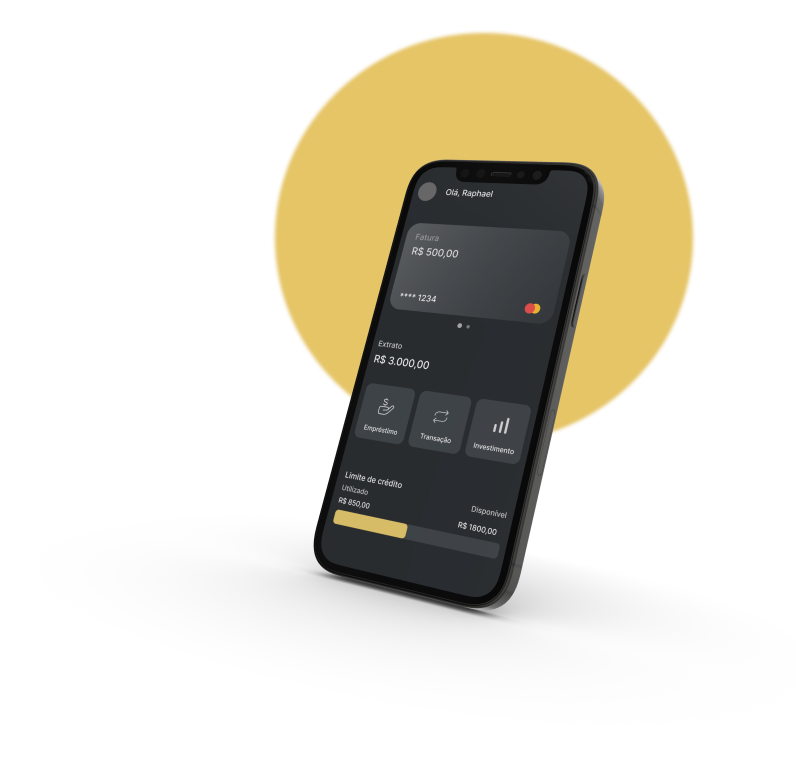 Olá, Raphael
Fatura
R$ 500,00
**** 1234
Extrato
R$ 3.000,00
$
Empréstimo
Transação
Investimento
Limite de crédito
Utilizado
Disponível
R$ 850,00
R$ 1800,00